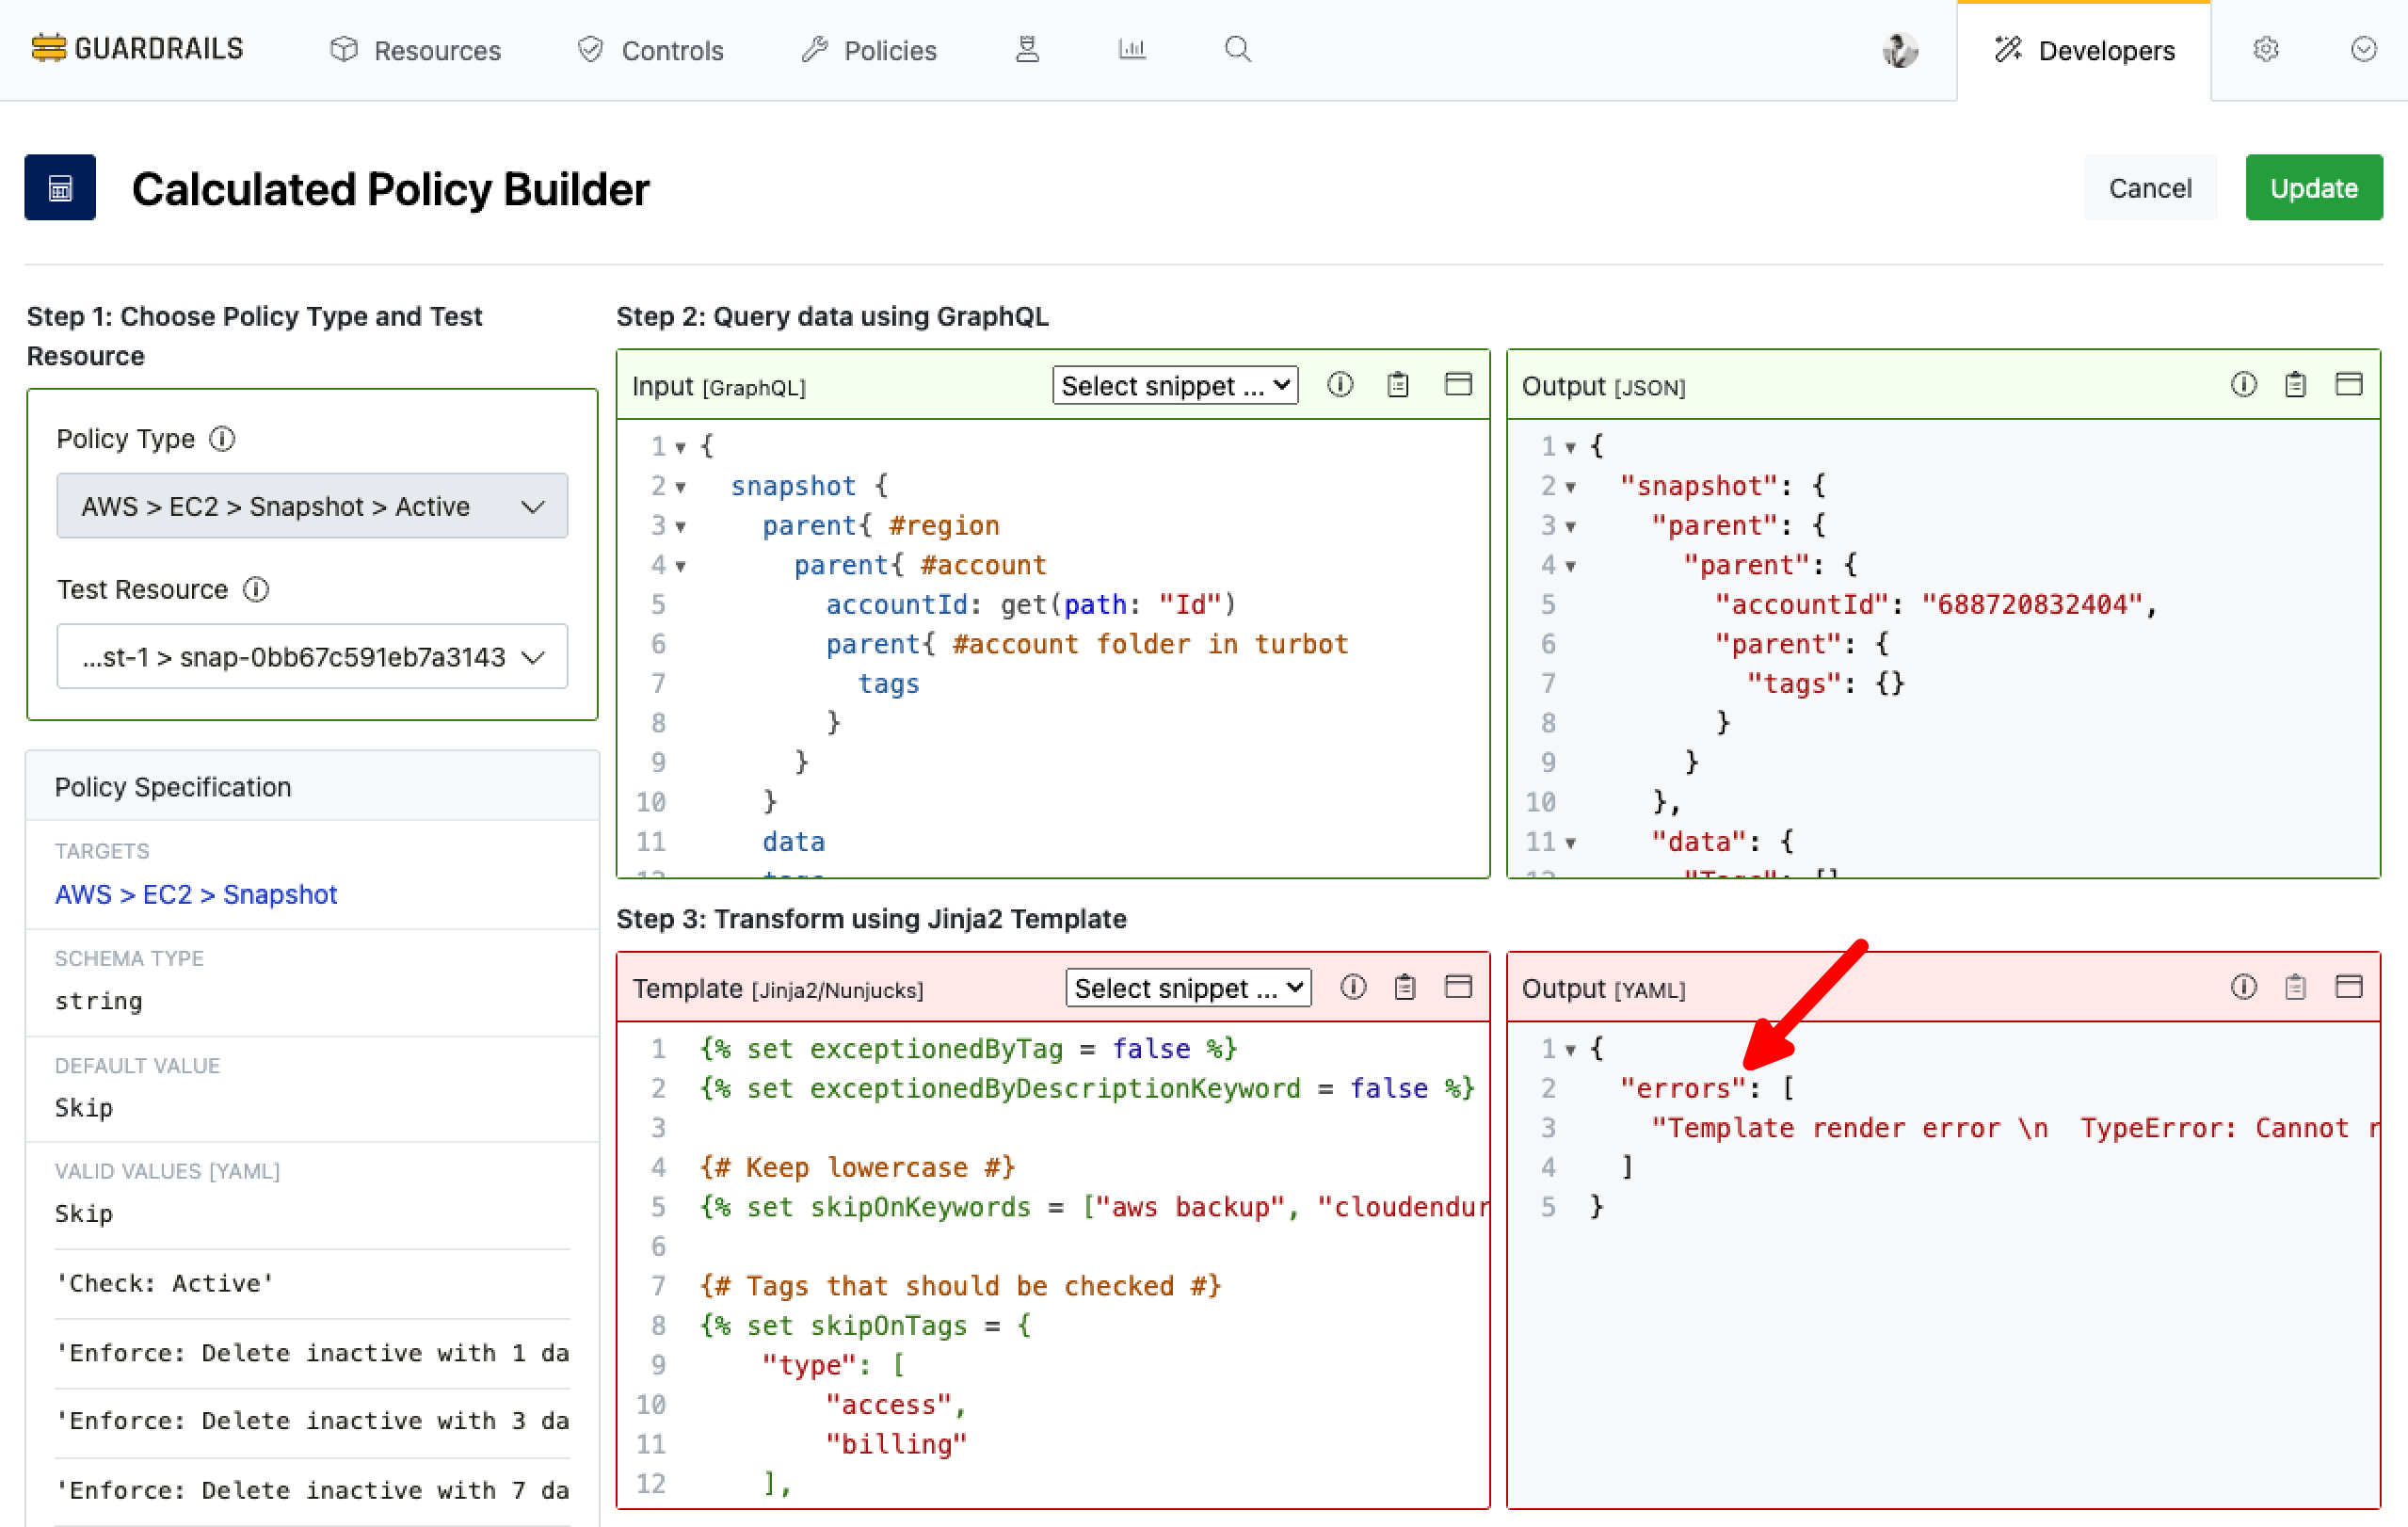 GUARDRAILS Resources Controls Policies Developers
Calculated Policy Builder Cancel Update
Step 1: Choose Policy Type and Test
Resource
Policy Type
AWS > EC2 > Snapshot > Active
Test Resource
...st-1 > snap-0bb67c591eb7a3143
Policy Specification
TARGETS
AWS > EC2 > Snapshot
SCHEMA TYPE
string
DEFAULT VALUE
Skip
VALID VALUES [YAML]
Skip
'Check: Active'
'Enforce: Delete inactive with 1 da
'Enforce: Delete inactive with 3 da
'Enforce: Delete inactive with 7 da
Step 2: Query data using GraphQL
Input [GraphQL] Select snippet ...
1 {
2 snapshot {
3 parent{ #region
4 parent{ #account
5 accountId: get(path: "Id")
6 parent{ #account folder in turbot
7 tags
8 }
9 }
10 }
11 data
12 tags
Output [JSON]
1 {
2 "snapshot": {
3 "parent": {
4 "parent": {
5 "accountId": "688720832404",
6 "parent": {
7 "tags": {}
8 }
9 }
10 },
11 "data": {
12 "Tags": []
Step 3: Transform using Jinja2 Template
Template [Jinja2/Nunjucks] Select snippet ...
1 {% set exceptionedByTag = false %}
2 {% set exceptionedByDescriptionKeyword = false %}
3
4 {# Keep lowercase #}
5 {% set skipOnKeywords = ["aws backup", "cloudendur
6
7 {# Tags that should be checked #}
8 {% set skipOnTags = {
9 "type": [
10 "access",
11 "billing"
12 ],
Output [YAML]
1 {
2 "errors": [
3 "Template render error \n  TypeError: Cannot r
4 ]
5 }